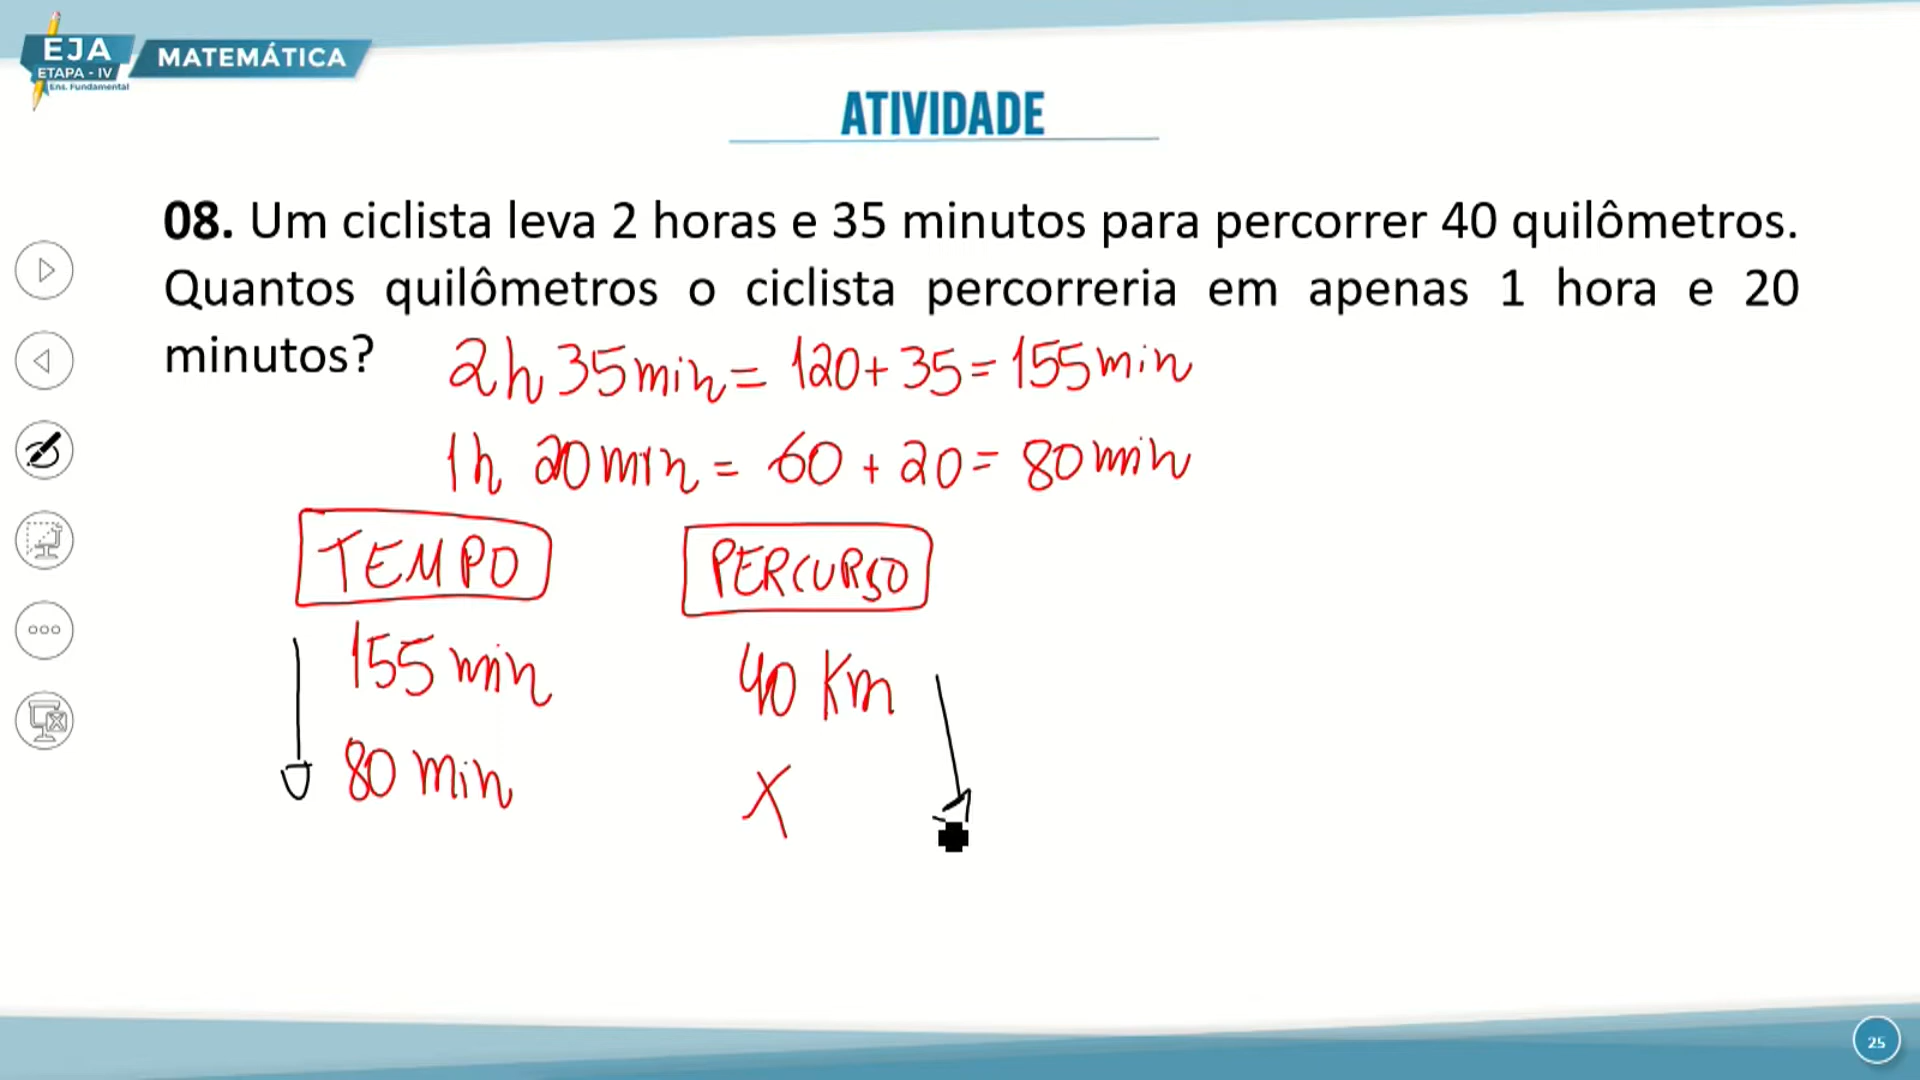 EJA
ETAPA - IV
Ens. Fundamental
MATEMÁTICA
ATIVIDADE
08. Um ciclista leva 2 horas e 35 minutos para percorrer 40 quilômetros.
Quantos quilômetros o ciclista percorreria em apenas 1 hora e 20
minutos?
2h 35min = 120 + 35 = 155 min
1h 20min = 60 + 20 = 80 min
TEMPO PERCURSO
155 min 40 Km
80 min X
25